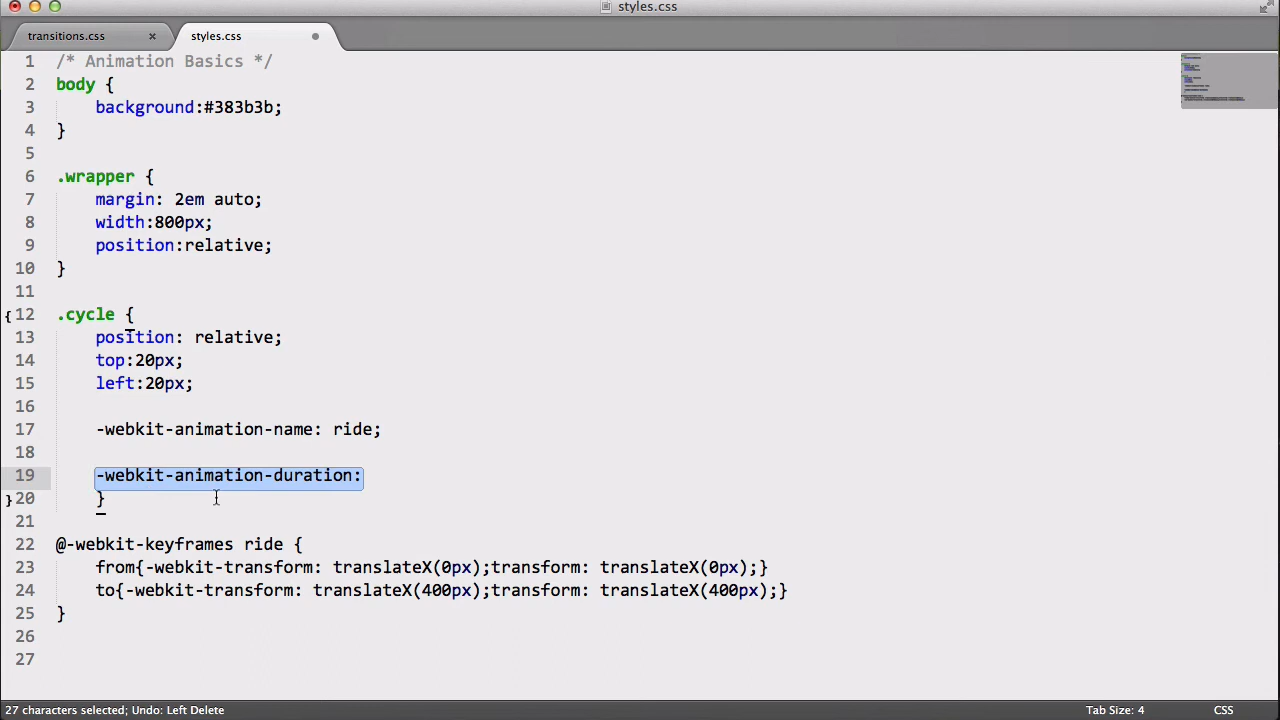 styles.css
transitions.css × styles.css
1 /* Animation Basics */
2 body {
3 background:#383b3b;
4 }
5
6 .wrapper {
7 margin: 2em auto;
8 width:800px;
9 position:relative;
10 }
11
12 .cycle {
13 position: relative;
14 top:20px;
15 left:20px;
16
17 -webkit-animation-name: ride;
18
19 -webkit-animation-duration:
20 }
21
22 @-webkit-keyframes ride {
23 from{-webkit-transform: translateX(0px);transform: translateX(0px);}
24 to{-webkit-transform: translateX(400px);transform: translateX(400px);}
25 }
26
27
27 characters selected; Undo: Left Delete Tab Size: 4 CSS